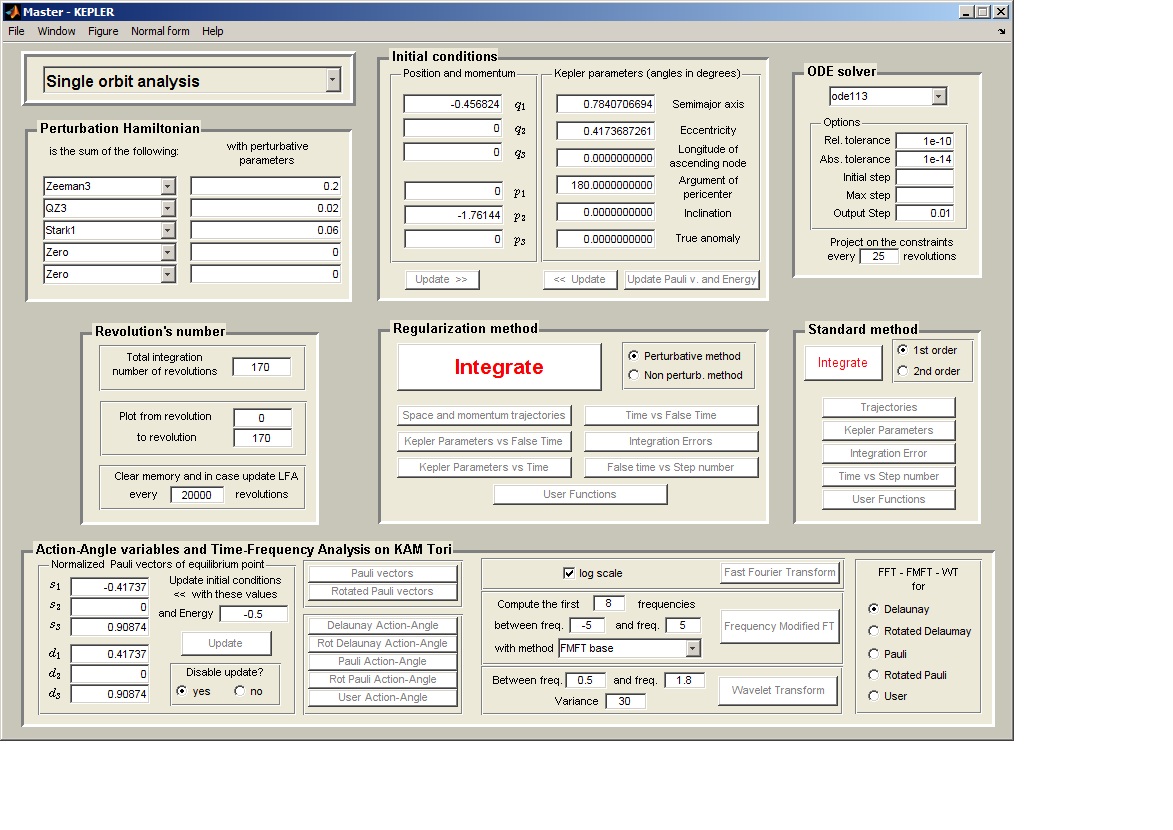 Master - KEPLER
File Window Figure Normal form Help
Single orbit analysis
Perturbation Hamiltonian
is the sum of the following:
with perturbative
parameters
Zeeman3 0.2
QZ3 0.02
Stark1 0.06
Zero 0
Zero 0
Initial conditions
Position and momentum
-0.456824 q1
0 q2
0 q3
0 p1
-1.76144 p2
0 p3
Update >>
Kepler parameters (angles in degrees)
0.7840706694 Semimajor axis
0.4173687261 Eccentricity
0.0000000000 Longitude of
ascending node
180.0000000000 Argument of
pericenter
0.0000000000 Inclination
0.0000000000 True anomaly
<< Update
Update Pauli v. and Energy
ODE solver
ode113
Options
Rel. tolerance 1e-10
Abs. tolerance 1e-14
Initial step
Max step
Output Step 0.01
Project on the constraints
every 25 revolutions
Revolution's number
Total integration
number of revolutions 170
Plot from revolution 0
to revolution 170
Clear memory and in case update LFA
every 20000 revolutions
Regularization method
Integrate
Perturbative method
Non perturb. method
Space and momentum trajectories
Time vs False Time
Kepler Parameters vs False Time
Integration Errors
Kepler Parameters vs Time
False time vs Step number
User Functions
Standard method
Integrate
1st order
2nd order
Trajectories
Kepler Parameters
Integration Error
Time vs Step number
User Functions
Action-Angle variables and Time-Frequency Analysis on KAM Tori
Normalized Pauli vectors of equilibrium point
s1 -0.41737
s2 0
s3 0.90874
d1 0.41737
d2 0
d3 0.90874
Update initial conditions
<< with these values
and Energy -0.5
Update
Disable update?
yes no
Pauli vectors
Rotated Pauli vectors
Delaunay Action-Angle
Rot Delaunay Action-Angle
Pauli Action-Angle
Rot Pauli Action-Angle
User Action-Angle
log scale
Fast Fourier Transform
Compute the first 8 frequencies
between freq. -5 and freq. 5
with method FMFT base
Frequency Modified FT
Between freq. 0.5 and freq. 1.8
Variance 30
Wavelet Transform
FFT - FMFT - WT
for
Delaunay
Rotated Delaumay
Pauli
Rotated Pauli
User